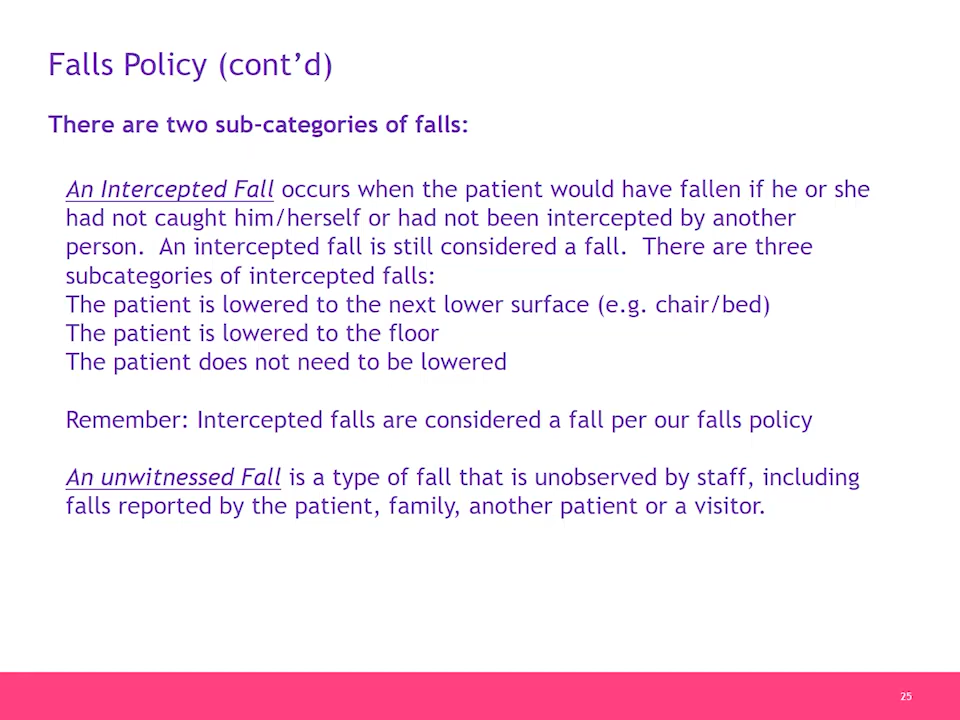 Falls Policy (cont’d)
There are two sub-categories of falls:
An Intercepted Fall occurs when the patient would have fallen if he or she
had not caught him/herself or had not been intercepted by another
person.  An intercepted fall is still considered a fall.  There are three
subcategories of intercepted falls:
The patient is lowered to the next lower surface (e.g. chair/bed)
The patient is lowered to the floor
The patient does not need to be lowered
Remember: Intercepted falls are considered a fall per our falls policy
An unwitnessed Fall is a type of fall that is unobserved by staff, including
falls reported by the patient, family, another patient or a visitor.
25